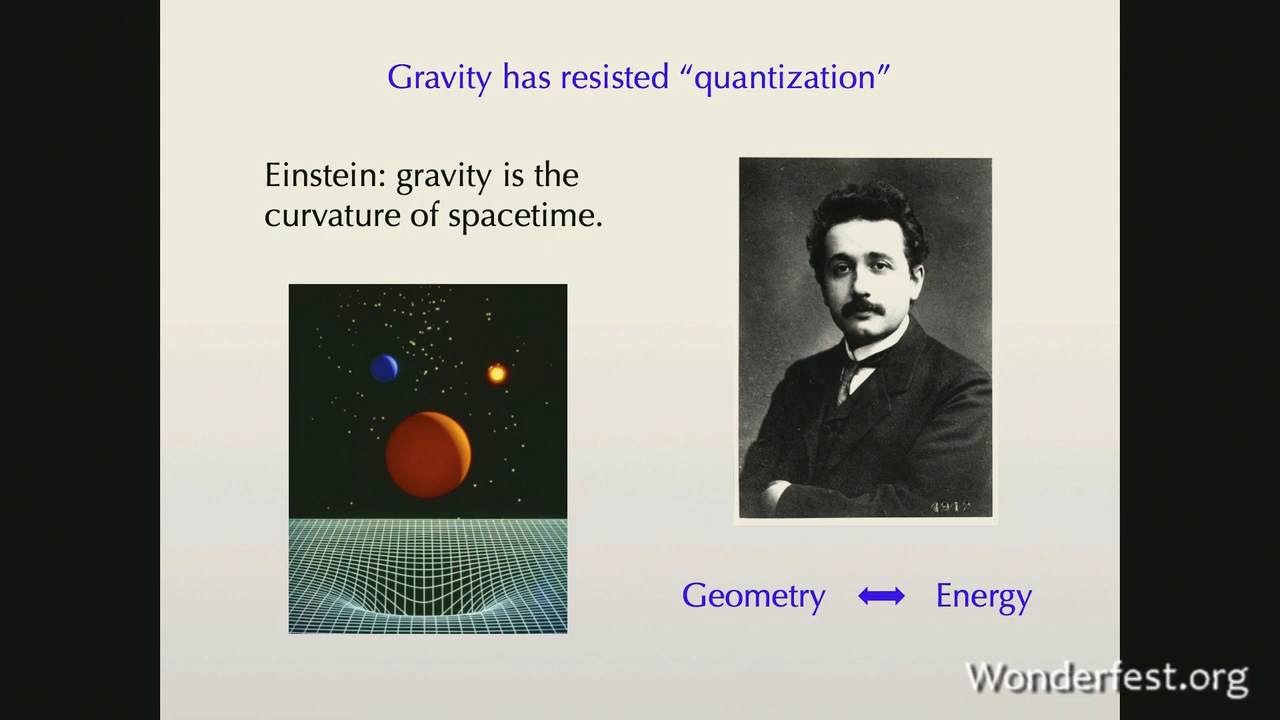 Gravity has resisted “quantization”
Einstein: gravity is the
curvature of spacetime.
Geometry
Energy
Wonderfest.org